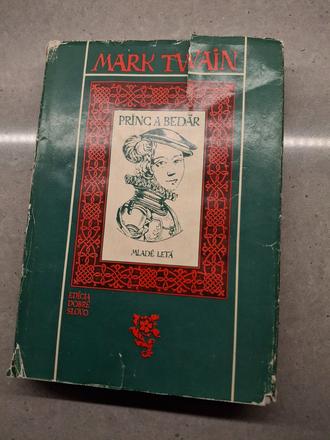 MARK TWAIN
PRINC A BEDÁR
MLADÉ LETÁ
EDÍCIA
DOBRÉ
SLOVO